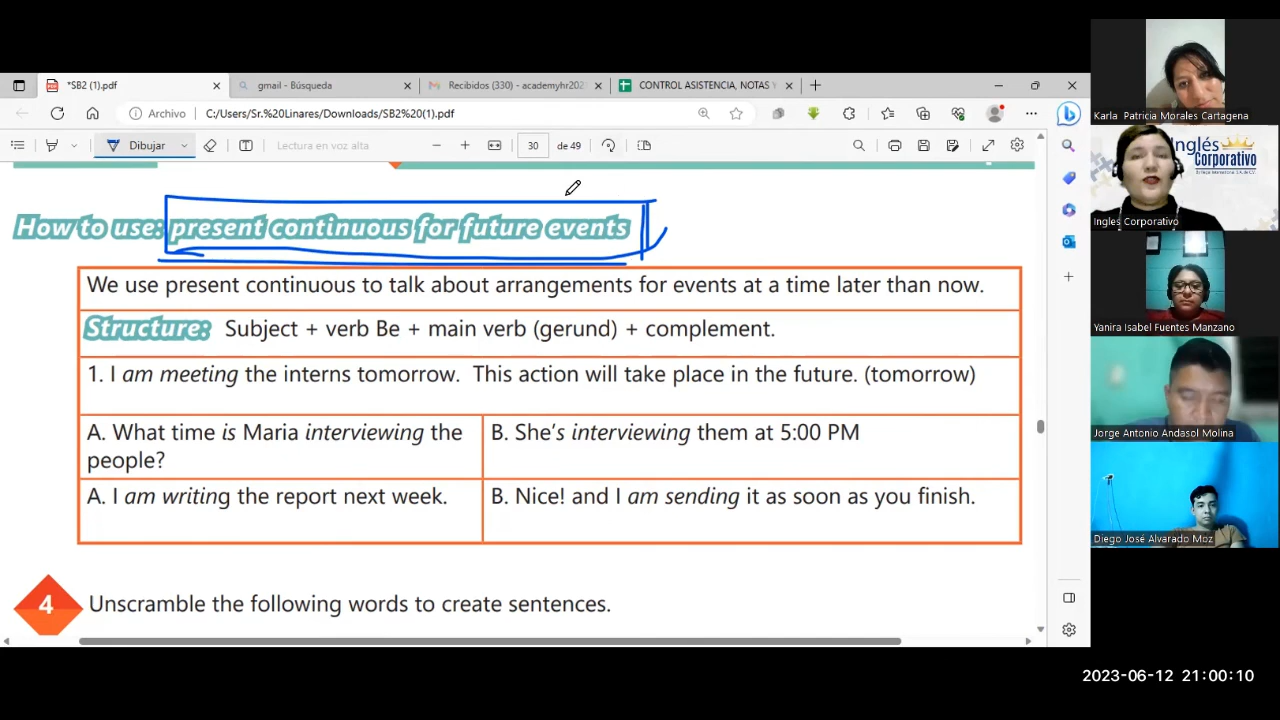 *SB2 (1).pdf
gmail - Búsqueda
Recibidos (330) - academyhr202
CONTROL ASISTENCIA, NOTAS Y
Archivo
C:/Users/Sr.%20Linares/Downloads/SB2%20(1).pdf
Dibujar
Lectura en voz alta
30 de 49
How to use: present continuous for future events
We use present continuous to talk about arrangements for events at a time later than now.
Structure: Subject + verb Be + main verb (gerund) + complement.
1. I am meeting the interns tomorrow. This action will take place in the future. (tomorrow)
A. What time is Maria interviewing the people?
B. She's interviewing them at 5:00 PM
A. I am writing the report next week.
B. Nice! and I am sending it as soon as you finish.
4 Unscramble the following words to create sentences.
Karla Patricia Morales Cartagena
Inglés
Corporativo
Ingles Corporativo
Yanira Isabel Fuentes Manzano
Jorge Antonio Andasol Molina
Diego José Alvarado Moz
2023-06-12 21:00:10